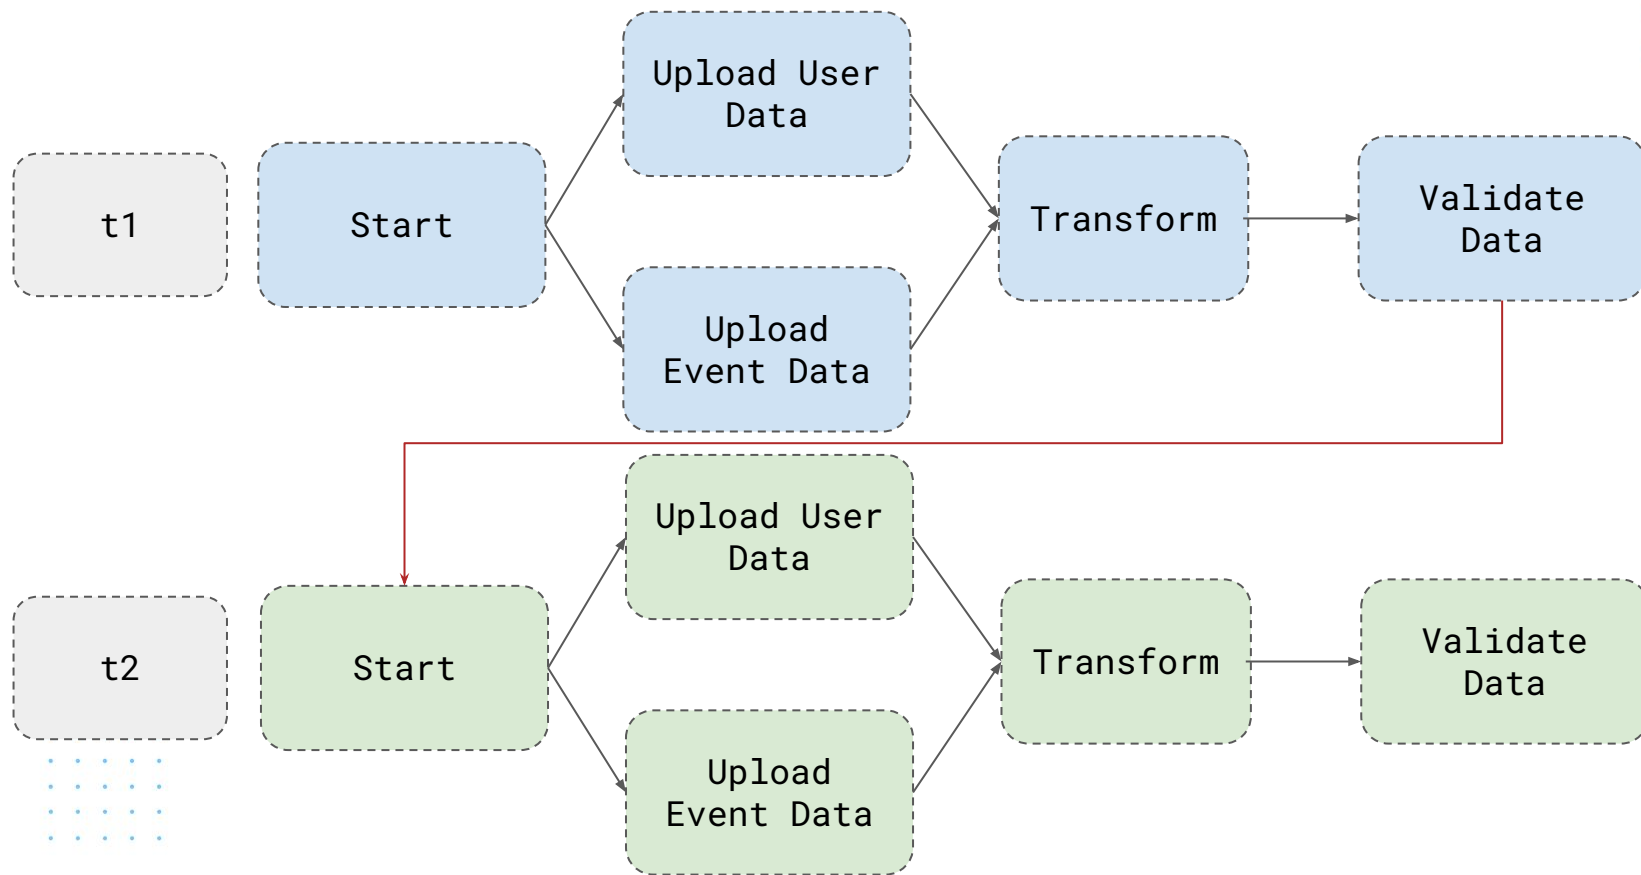 t1
Start
Upload User
Data
Upload
Event Data
Transform
Validate
Data
t2
Start
Upload User
Data
Upload
Event Data
Transform
Validate
Data